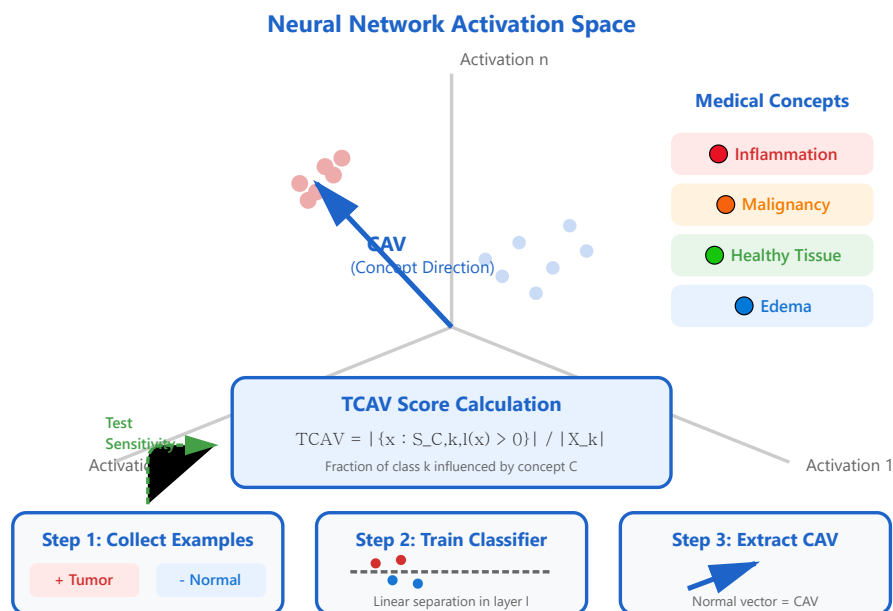 Neural Network Activation Space
Activation n
Medical Concepts
Inflammation
Malignancy
Healthy Tissue
Edema
CAV
(Concept Direction)
TCAV Score Calculation
TCAV = |{x : S_C,k,l(x) > 0}| / |X_k|
Fraction of class k influenced by concept C
Test
Sensitivity
Activation 1
Step 1: Collect Examples
+ Tumor
- Normal
Step 2: Train Classifier
Linear separation in layer l
Step 3: Extract CAV
Normal vector = CAV